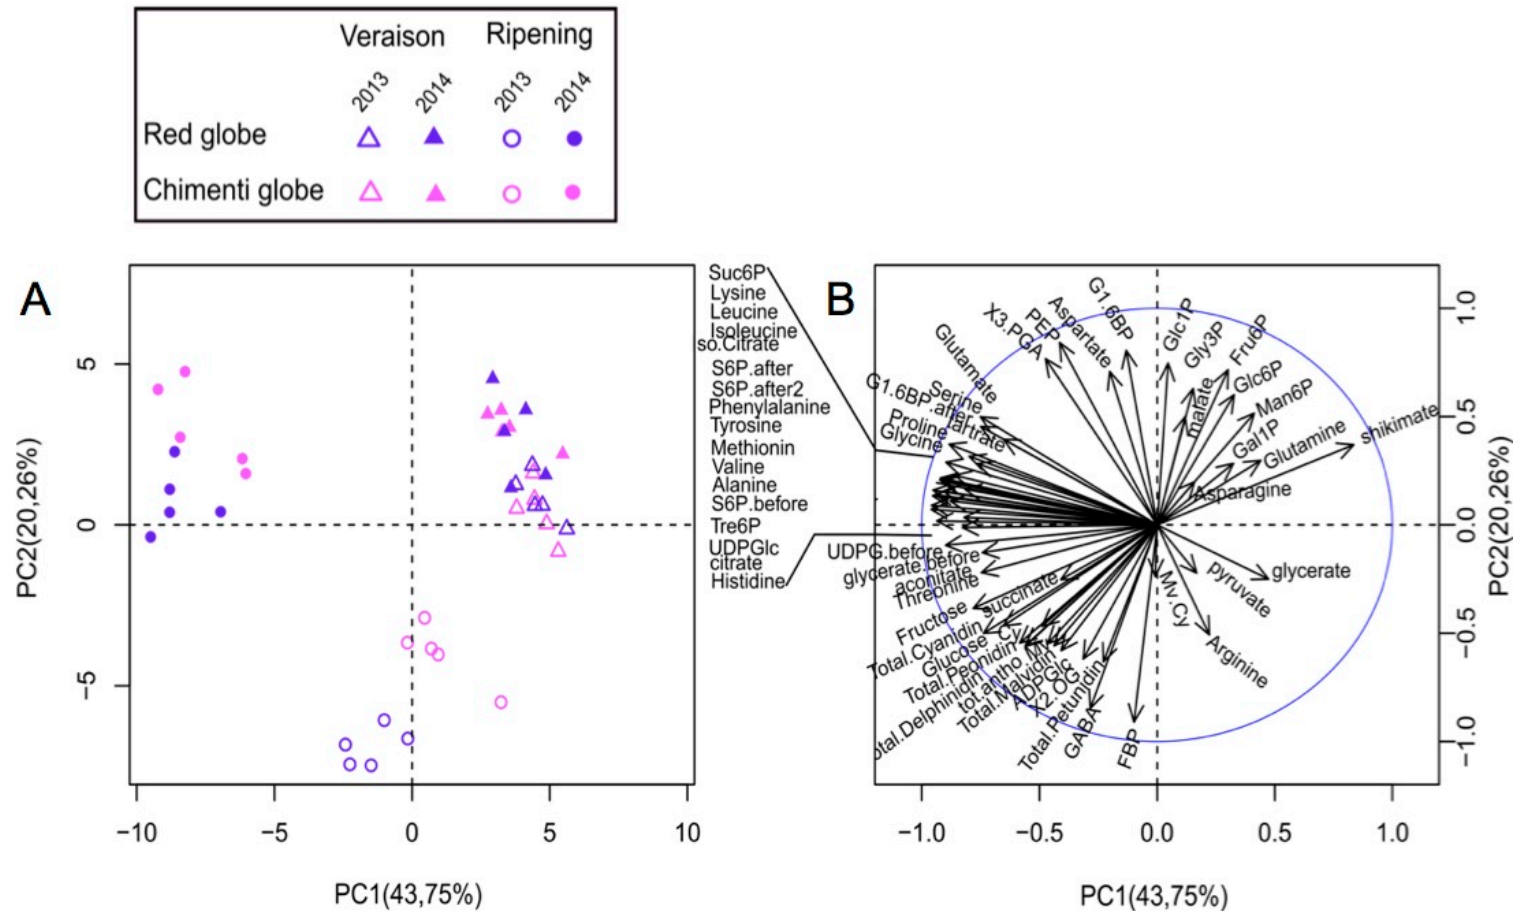 Veraison Ripening
2013 2014 2013 2014
Red globe
Chimenti globe
A
5
0
−5
−10 −5 0 5 10
PC2(20,26%)
PC1(43,75%)
Suc6P
Lysine
Leucine
Isoleucine
so.Citrate
S6P.after
S6P.after2
Phenylalanine
Tyrosine
Methionin
Valine
Alanine
S6P.before
Tre6P
UDPGlc
citrate
Histidine
B
G1.6BP
Aspartate
PEP
X3.PGA
Glutamate
Serine
G1.6BP.after
artrate
Proline
Glycine
Glc1P
Gly3P
Fru6P
malate
Glc6P
Man6P
Gal1P
Glutamine
shikimate
Asparagine
UDPG.before
glycerate.before
aconitate
Threonine
succinate
Fructose
Total.Cyanidin
Glucose
Cy
Total.Peonidin
Mv
tot.antho
otal.Delphinidin
Total.Malvidin
ADPGlc
X2.OG
Total.Petunidin
GABA
FBP
Mv.Cy
pyruvate
glycerate
Arginine
1.0
0.5
0.0
−0.5
−1.0
−1.0 −0.5 0.0 0.5 1.0
PC2(20,26%)
PC1(43,75%)